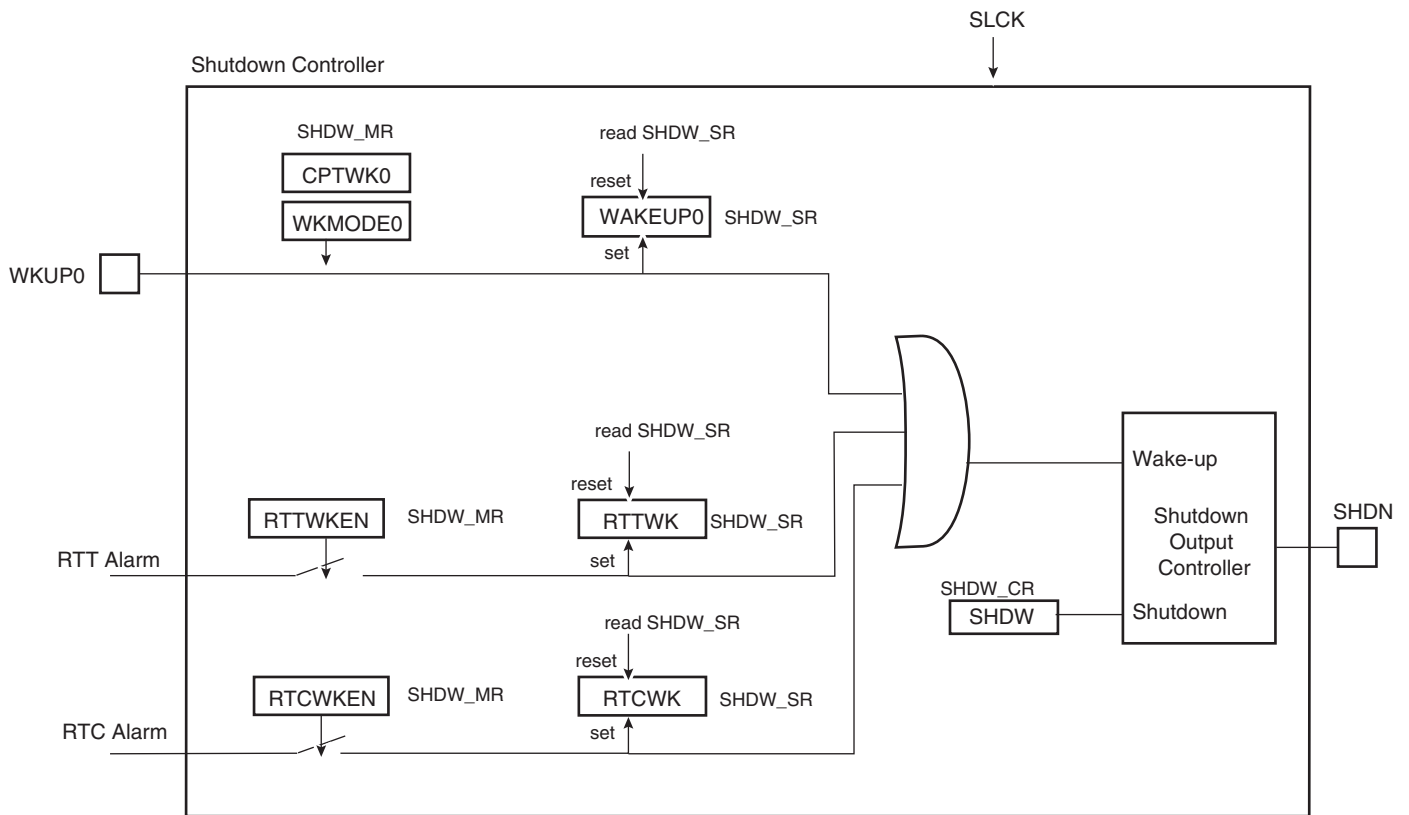 SLCK
Shutdown Controller
SHDW_MR
CPTWK0
WKMODE0
read SHDW_SR
reset
WAKEUP0
SHDW_SR
set
WKUP0
read SHDW_SR
reset
RTTWKEN
SHDW_MR
RTTWK
SHDW_SR
set
RTT Alarm
read SHDW_SR
reset
RTCWKEN
SHDW_MR
RTCWK
SHDW_SR
set
RTC Alarm
Wake-up
Shutdown
Output
Controller
SHDW_CR
SHDW
Shutdown
SHDN